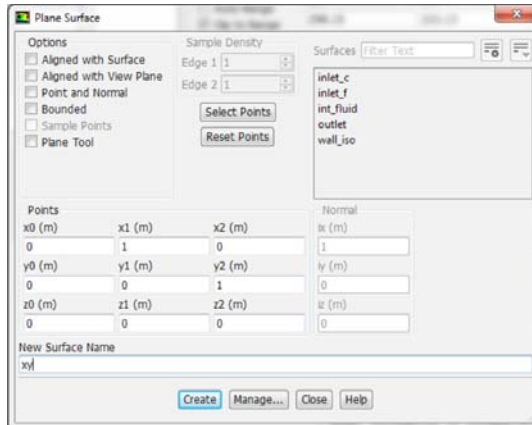 Plane Surface
Options
Aligned with Surface
Aligned with View Plane
Point and Normal
Bounded
Sample Points
Plane Tool
Sample Density
Edge 1 1
Edge 2 1
Select Points
Reset Points
Surfaces Filter Text
inlet_c
inlet_f
int_fluid
outlet
wall_iso
Points
x0 (m) x1 (m) x2 (m)
0 1 0
y0 (m) y1 (m) y2 (m)
0 0 1
z0 (m) z1 (m) z2 (m)
0 0 0
Normal
ix (m)
1
iy (m)
0
iz (m)
0
New Surface Name
xy
Create Manage... Close Help